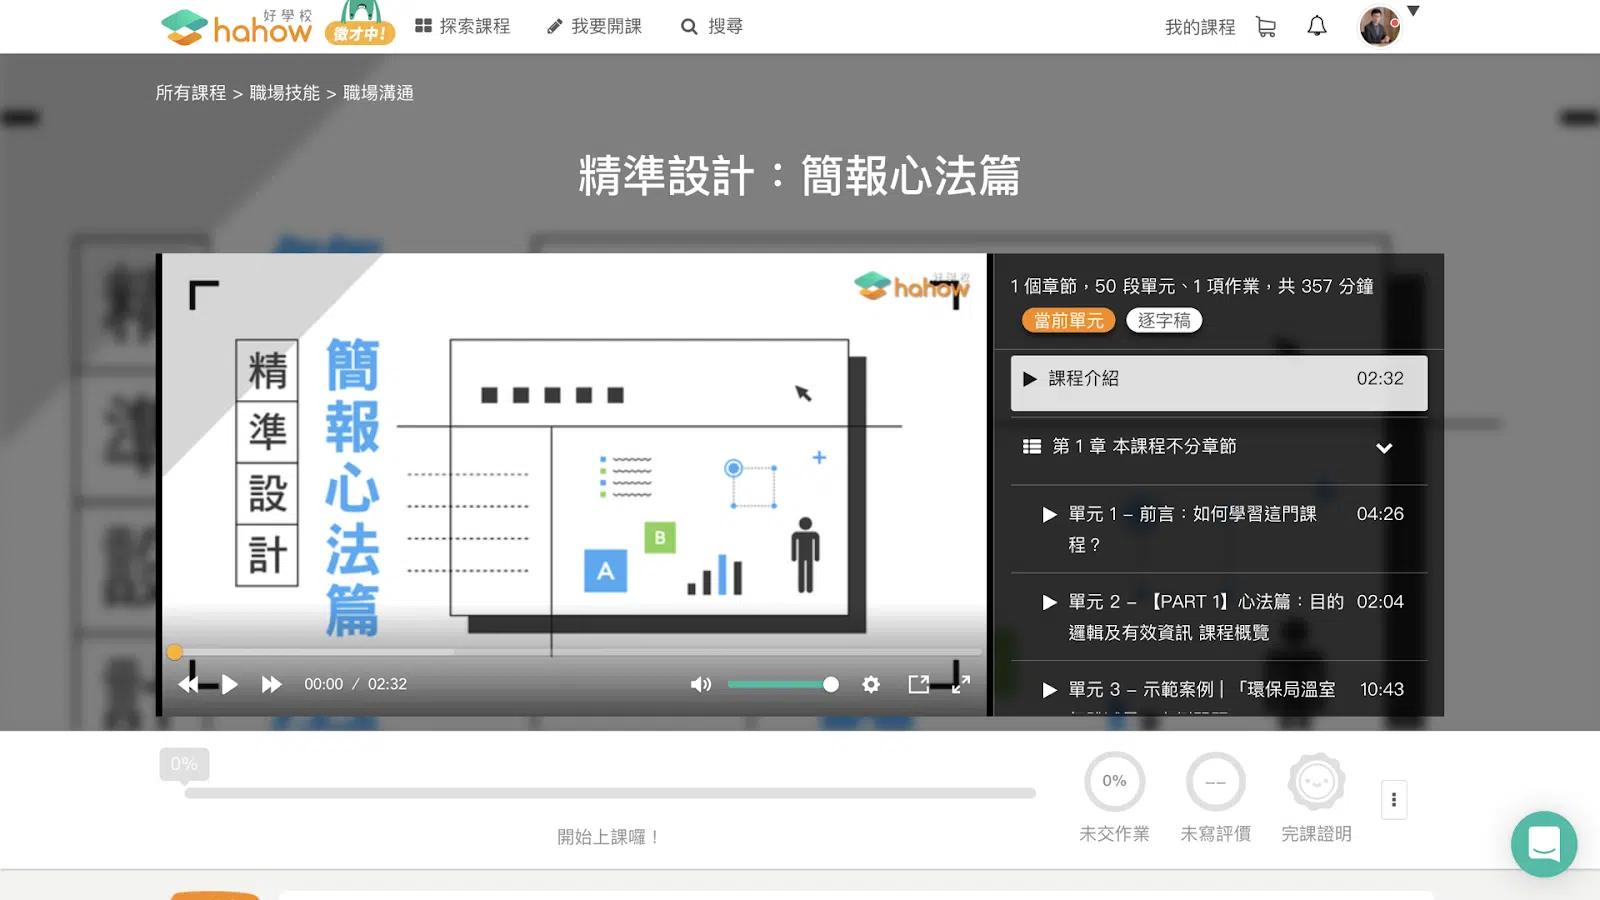 好學校
hahow
徵才中!
探索課程
我要開課
搜尋
我的課程
所有課程 > 職場技能 > 職場溝通
精準設計：簡報心法篇
好學校
hahow
精準設計
簡報心法篇
A
B
00:00 / 02:32
1 個章節，50 段單元、1 項作業，共 357 分鐘
當前單元
逐字稿
課程介紹 02:32
第 1 章 本課程不分章節
單元 1 – 前言：如何學習這門課 04:26
程？
單元 2 – 【PART 1】心法篇：目的 02:04
邏輯及有效資訊 課程概覽
單元 3 – 示範案例 | 「環保局溫室 10:43
0%
開始上課囉！
0%
未交作業
––
未寫評價
完課證明